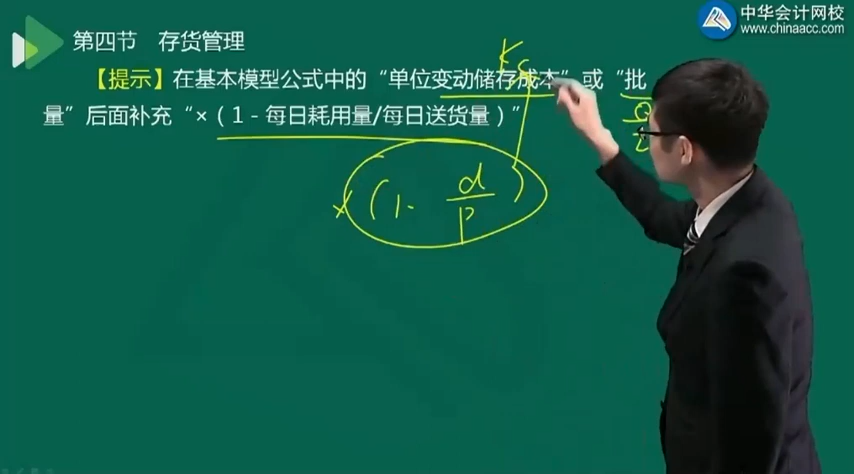 中华会计网校
www.chinaacc.com
第四节 存货管理
Kc
【提示】在基本模型公式中的“单位变动储存成本”或“批
量”后面补充“×（1-每日耗用量/每日送货量）”
Q
2
×(1- d/P)